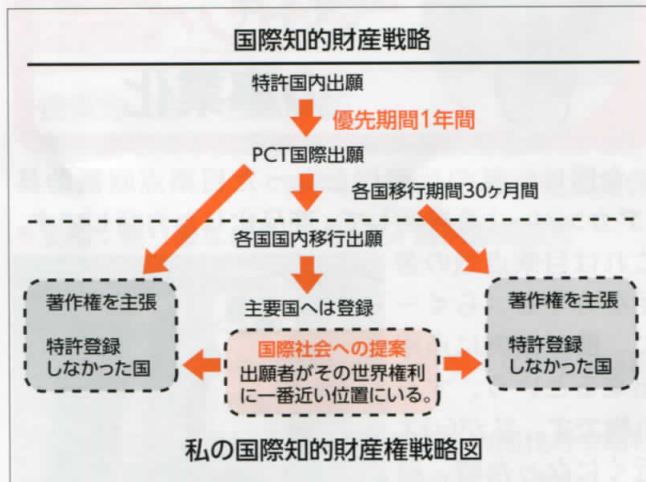 国際知的財産戦略
特許国内出願
優先期間1年間
PCT国際出願
各国移行期間30ヶ月間
各国国内移行出願
著作権を主張
特許登録
しなかった国
主要国へは登録
国際社会への提案
出願者がその世界権利
に一番近い位置にいる。
著作権を主張
特許登録
しなかった国
私の国際知的財産権戦略図